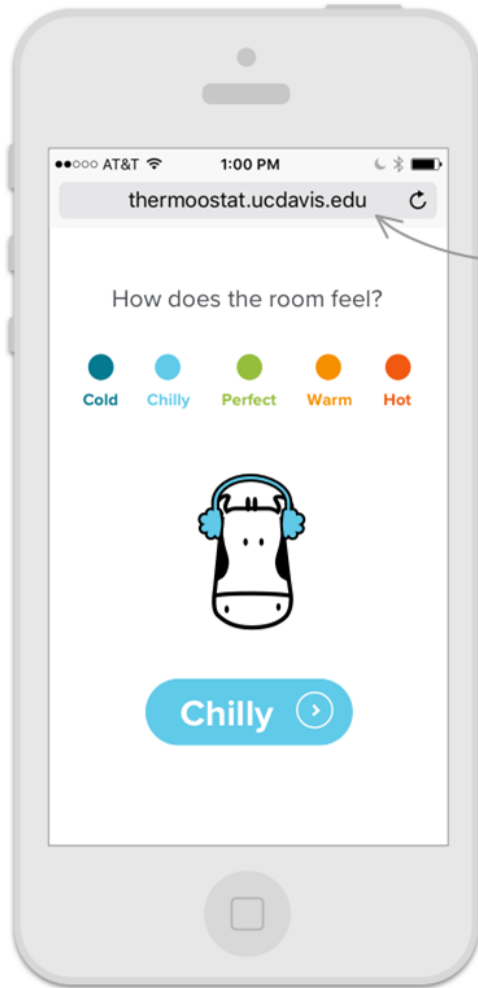 AT&T 1:00 PM
thermoostat.ucdavis.edu
How does the room feel?
Cold Chilly Perfect Warm Hot
Chilly